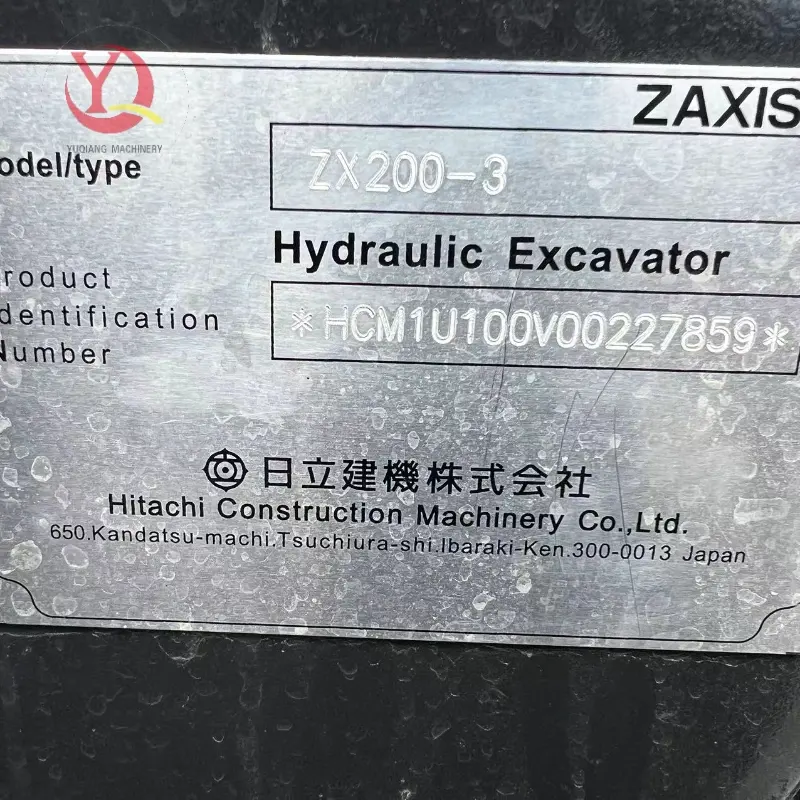 YUQIANG MACHINERY
ZAXIS
odel/type
ZX200-3
Hydraulic Excavator
roduct
dentification
Number
*HCM1U100V00227859*
日立建機株式会社
Hitachi Construction Machinery Co.,Ltd.
650.Kandatsu-machi.Tsuchiura-shi.Ibaraki-Ken.300-0013 Japan